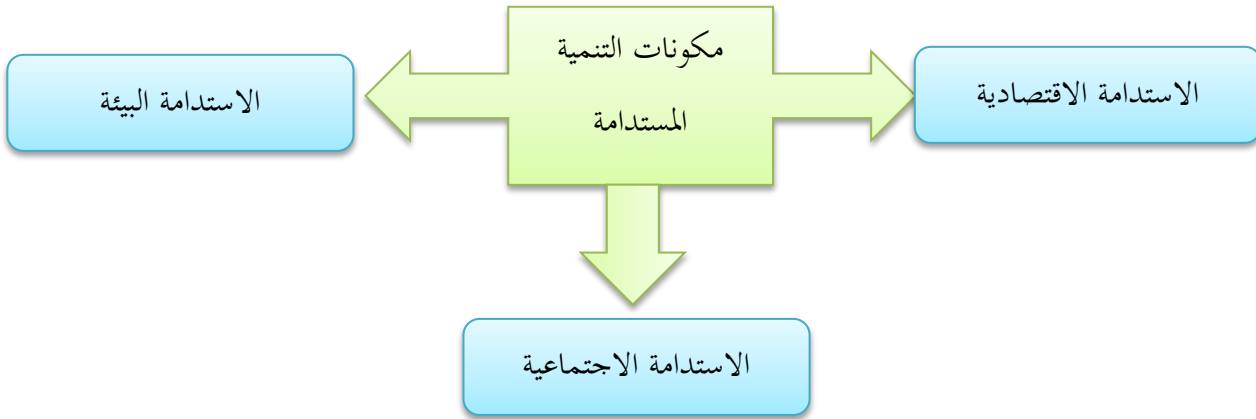 مكونات التنمية
المستدامة
الاستدامة الاقتصادية
الاستدامة البيئة
الاستدامة الاجتماعية